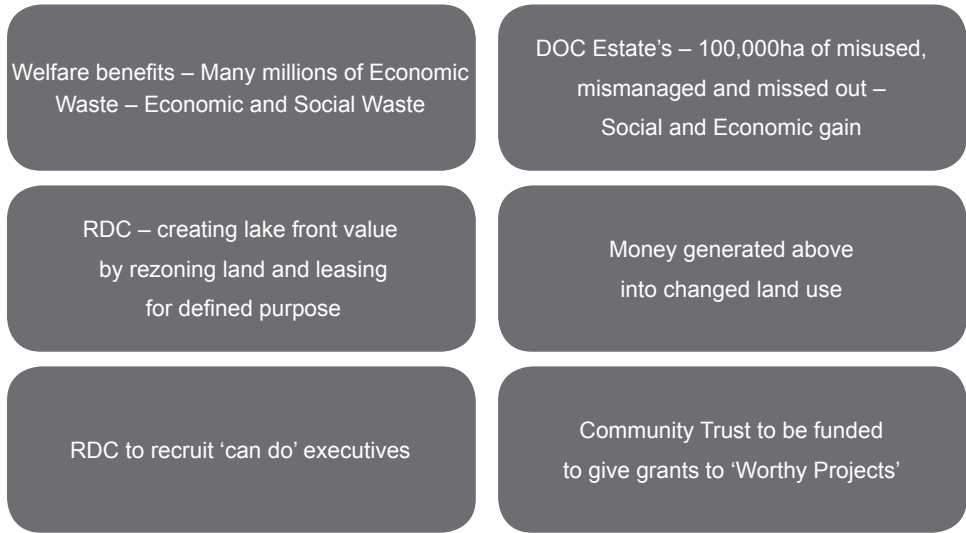 Welfare benefits – Many millions of Economic
Waste – Economic and Social Waste
DOC Estate’s – 100,000ha of misused,
mismanaged and missed out –
Social and Economic gain
RDC – creating lake front value
by rezoning land and leasing
for defined purpose
Money generated above
into changed land use
RDC to recruit ‘can do’ executives
Community Trust to be funded
to give grants to ‘Worthy Projects’